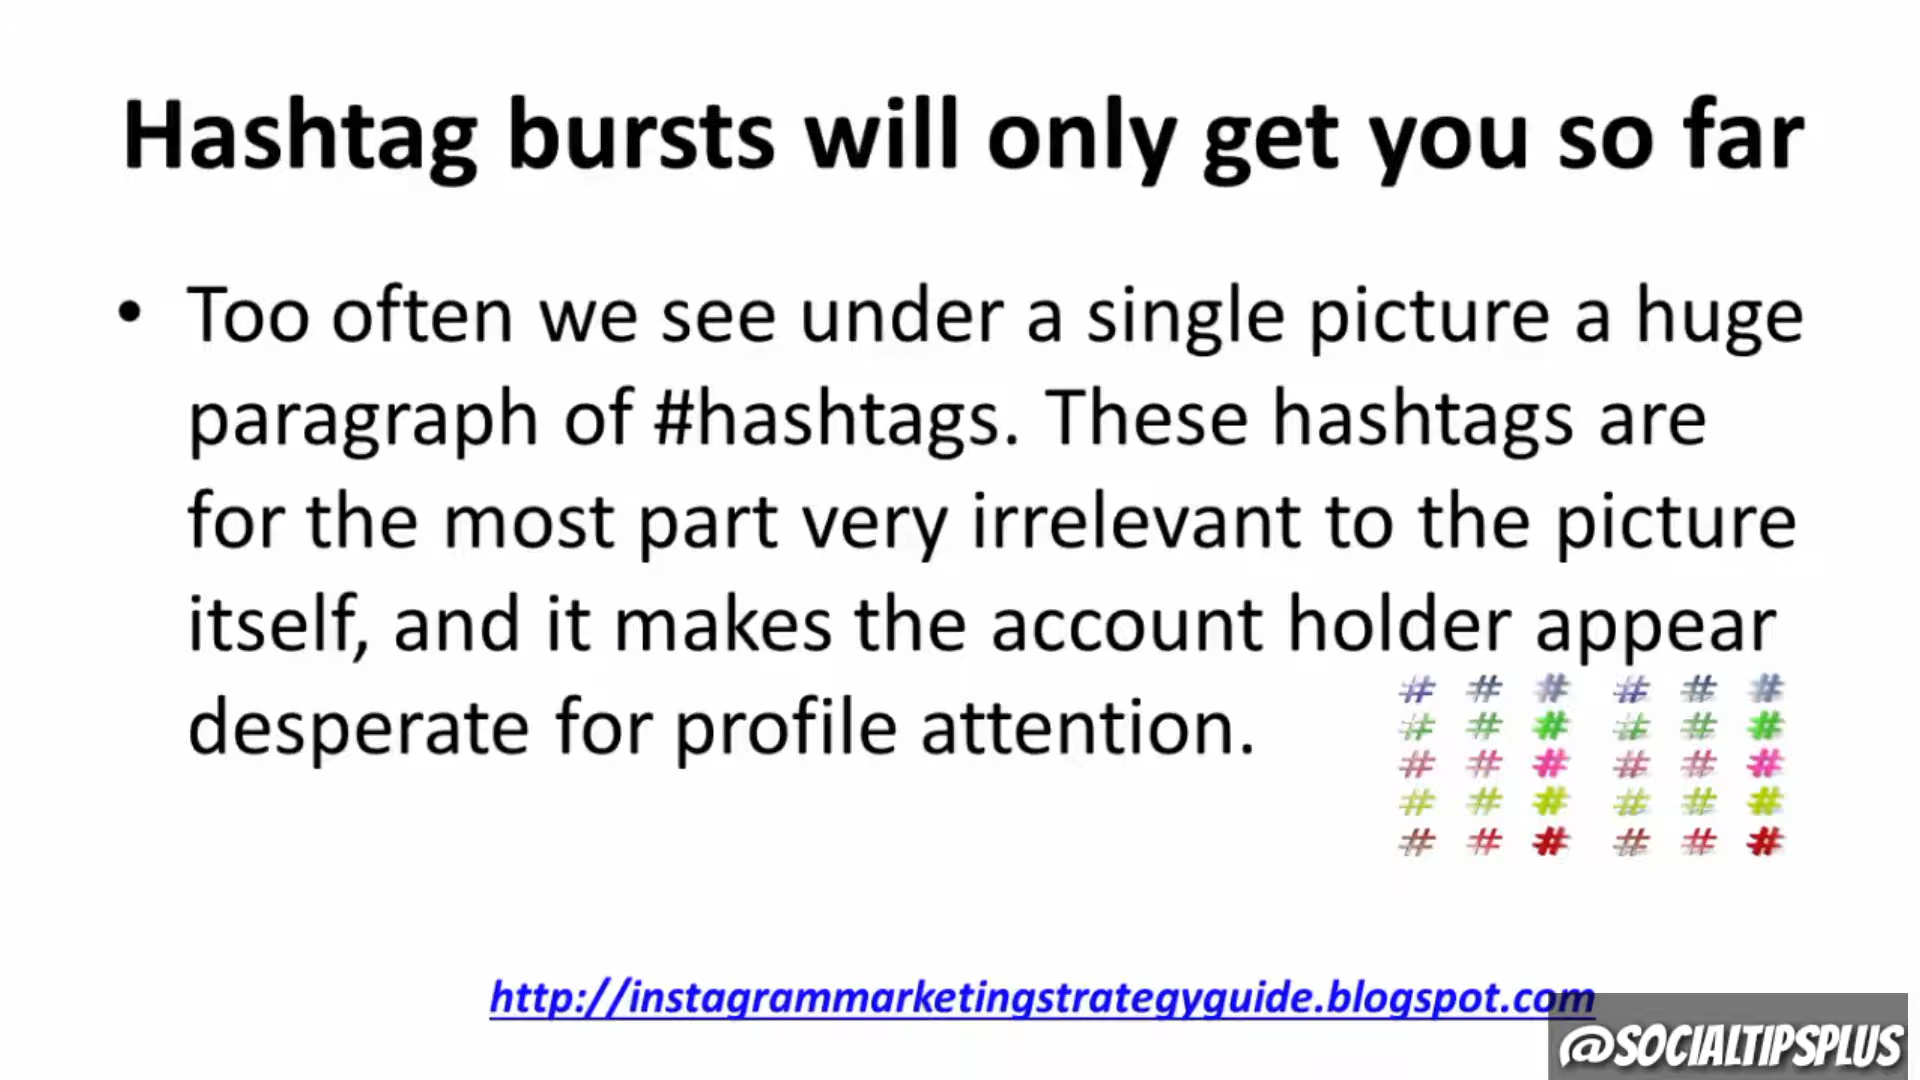 Hashtag bursts will only get you so far
• Too often we see under a single picture a huge
paragraph of #hashtags. These hashtags are
for the most part very irrelevant to the picture
itself, and it makes the account holder appear
desperate for profile attention.
# # # # # #
# # # # # #
# # # # # #
# # # # # #
# # # # # #
http://instagrammarketingstrategyguide.blogspot.com
@SOCIALTIPSPLUS